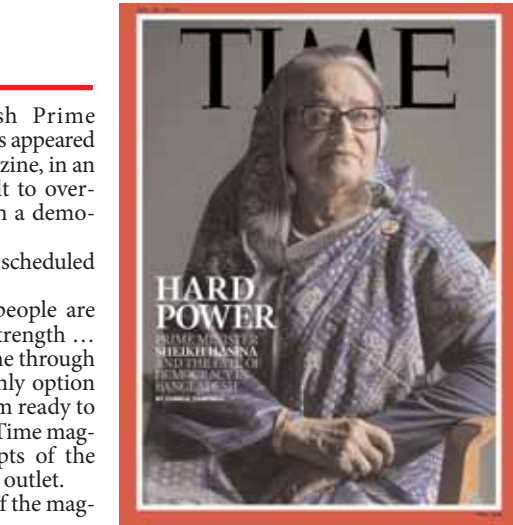 sh Prime
s appeared
zine, in an
lt to over-
n a demo-
scheduled
people are
trength …
ne through
nly option
m ready to
Time mag-
pts of the
outlet.
f the mag-
TIME
HARD
POWER
PRIME MINISTER
SHEIKH HASINA
AND THE
DEMOCRACY IN
BANGLADESH
BY